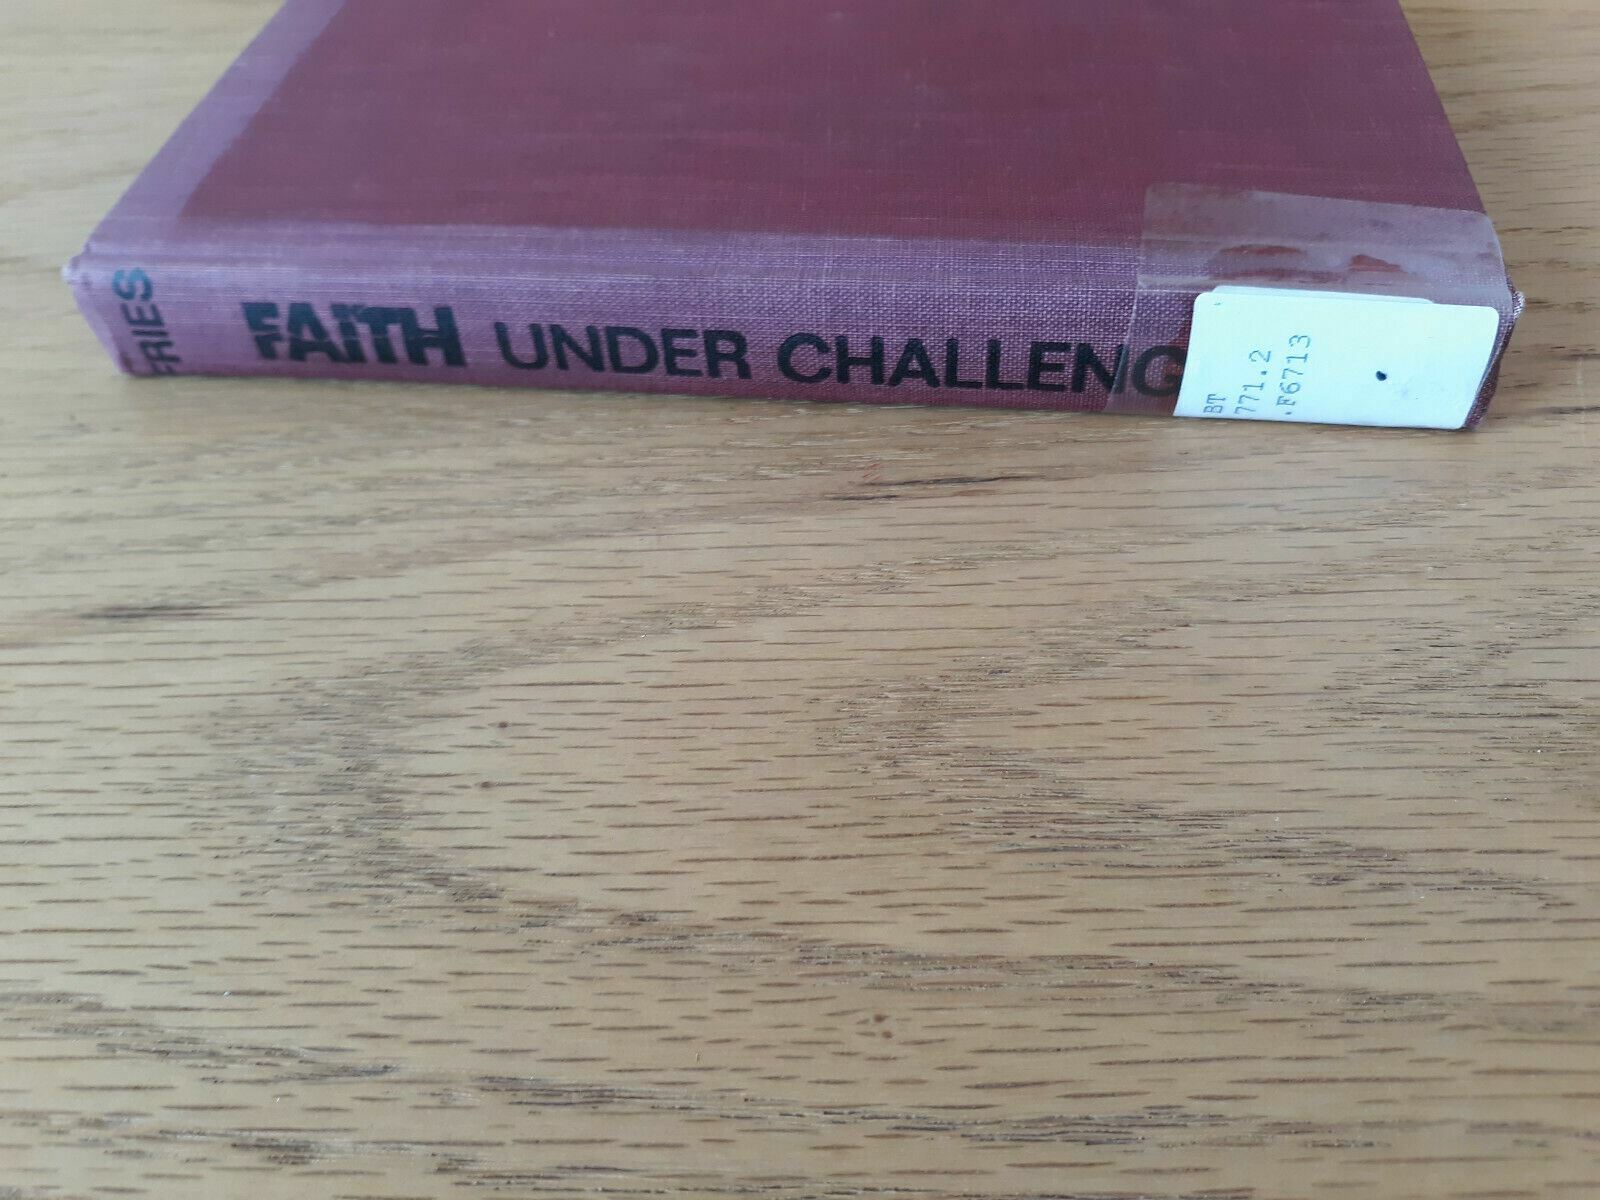 FRIES
FAITH UNDER CHALLENG
BT
771.2
.F6713